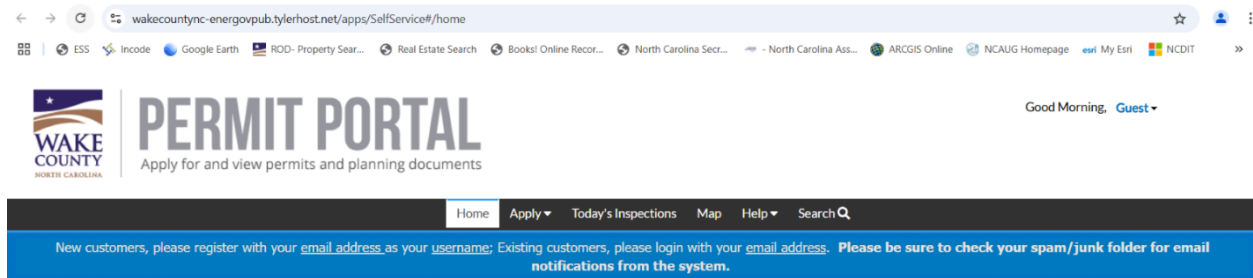 wakecountync-energovpub.tylerhost.net/apps/SelfService#/home
ESS Incode Google Earth ROD- Property Sear... Real Estate Search Books! Online Recor... North Carolina Secr... - North Carolina Ass... ARCGIS Online NCAUG Homepage esri My Esri NCDIT »
WAKE
COUNTY
NORTH CAROLINA
PERMIT PORTAL
Apply for and view permits and planning documents
Good Morning, Guest
Home Apply Today's Inspections Map Help Search
New customers, please register with your email address as your username; Existing customers, please login with your email address. Please be sure to check your spam/junk folder for email
notifications from the system.